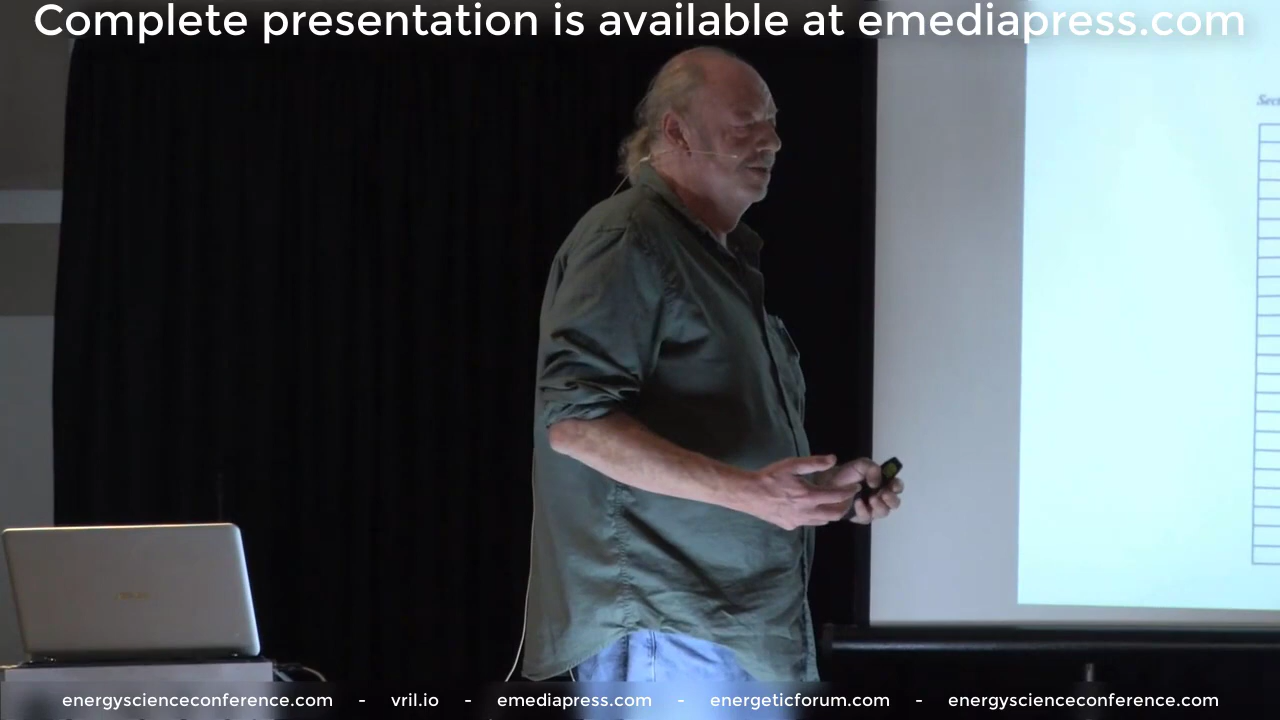 Complete presentation is available at emediapress.com
energyscienceconference.com - vril.io - emediapress.com - energeticforum.com - energyscienceconference.com